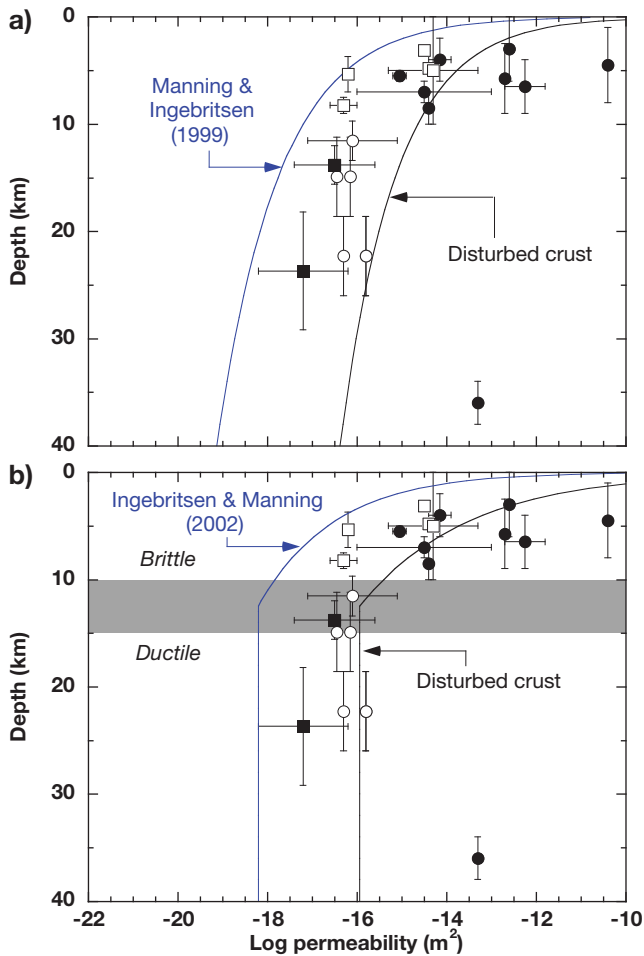 a)
0
10
20
30
40
Depth (km)
Manning &
Ingebritsen
(1999)
Disturbed crust
b)
0
10
20
30
40
Depth (km)
Ingebritsen & Manning
(2002)
Brittle
Ductile
Disturbed crust
-22 -20 -18 -16 -14 -12 -10
Log permeability (m²)